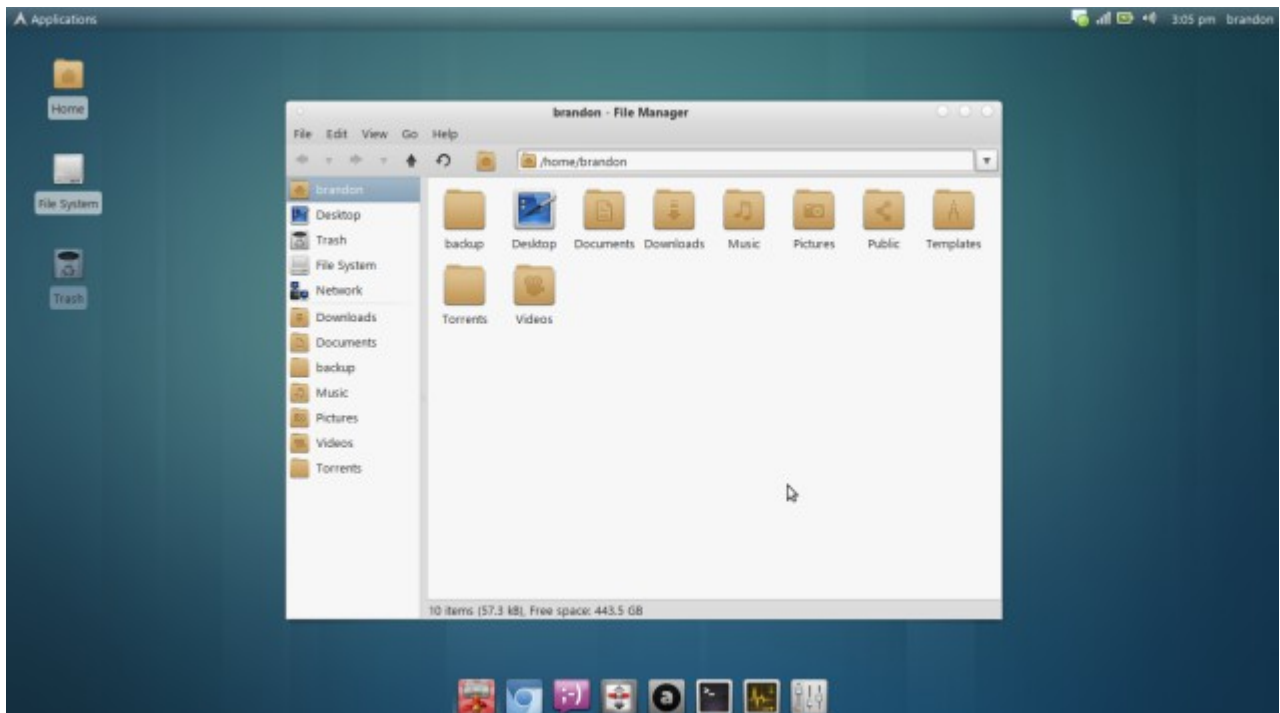 Applications
3:05 pm brandon
Home
File System
Trash
brandon - File Manager
File Edit View Go Help
/home/brandon
brandon
Desktop
Trash
File System
Network
Downloads
Documents
backup
Music
Pictures
Videos
Torrents
backup Desktop Documents Downloads Music Pictures Public Templates
Torrents Videos
10 items (57.3 kB), Free space: 443.5 GB
;-)
a
>-